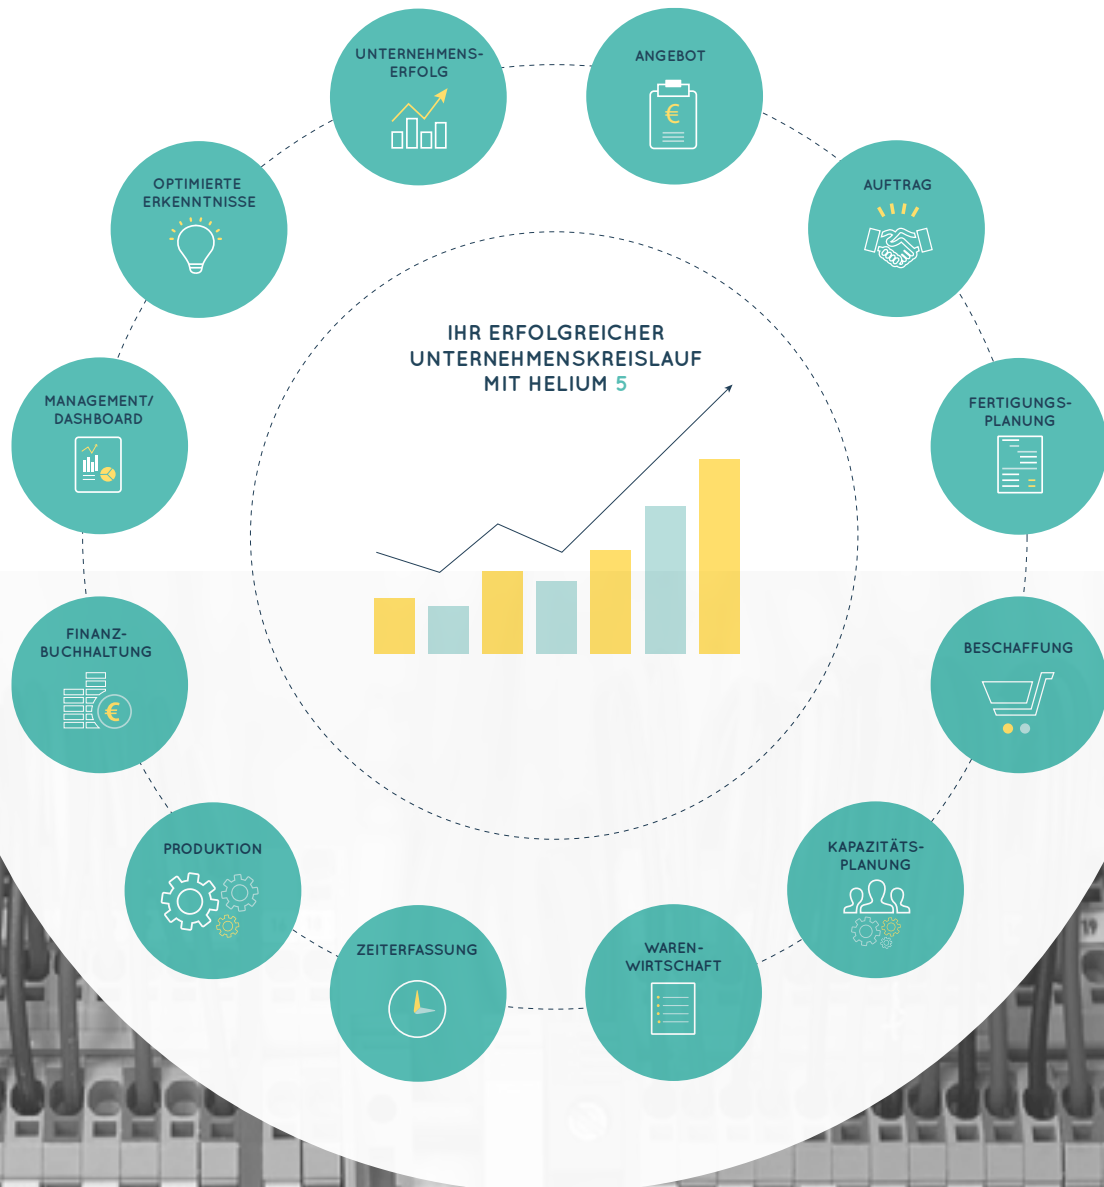 UNTERNEHMENS-
ERFOLG
ANGEBOT
€
AUFTRAG
FERTIGUNGS-
PLANUNG
BESCHAFFUNG
KAPAZITÄTS-
PLANUNG
WAREN-
WIRTSCHAFT
ZEITERFASSUNG
PRODUKTION
FINANZ-
BUCHHALTUNG
€
MANAGEMENT/
DASHBOARD
OPTIMIERTE
ERKENNTNISSE
IHR ERFOLGREICHER
UNTERNEHMENSKREISLAUF
MIT HELIUM 5
19